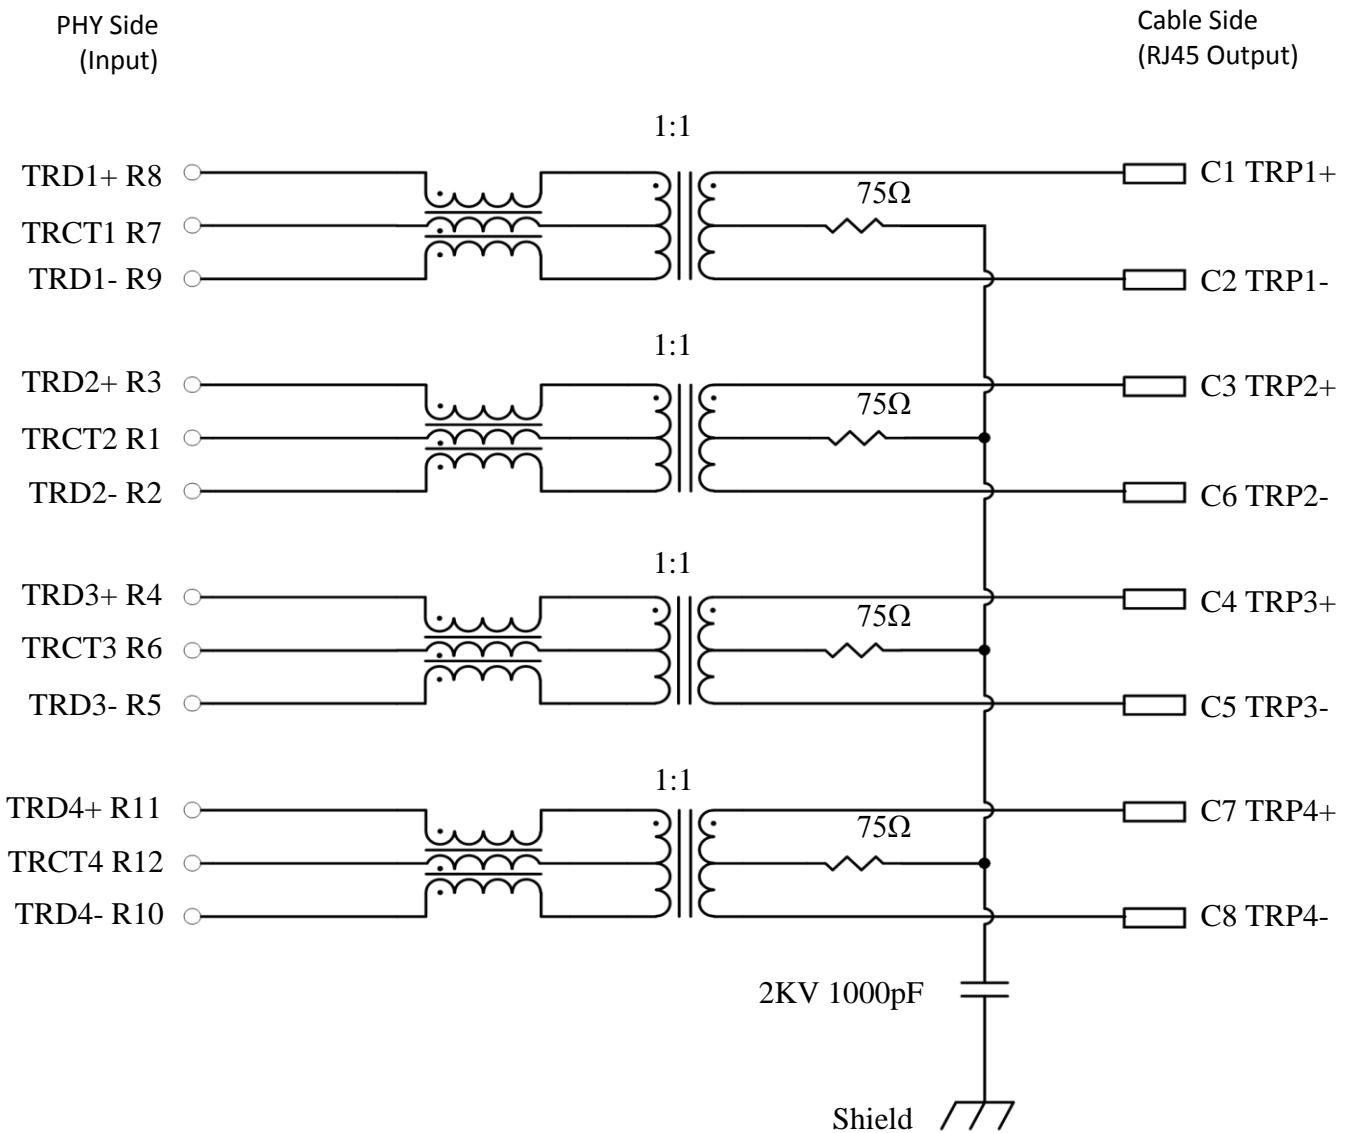 PHY Side
(Input)
Cable Side
(RJ45 Output)
1:1
TRD1+ R8
75Ω
C1 TRP1+
TRCT1 R7
TRD1- R9
C2 TRP1-
1:1
TRD2+ R3
75Ω
C3 TRP2+
TRCT2 R1
TRD2- R2
C6 TRP2-
1:1
TRD3+ R4
75Ω
C4 TRP3+
TRCT3 R6
TRD3- R5
C5 TRP3-
1:1
TRD4+ R11
75Ω
C7 TRP4+
TRCT4 R12
TRD4- R10
C8 TRP4-
2KV 1000pF
Shield